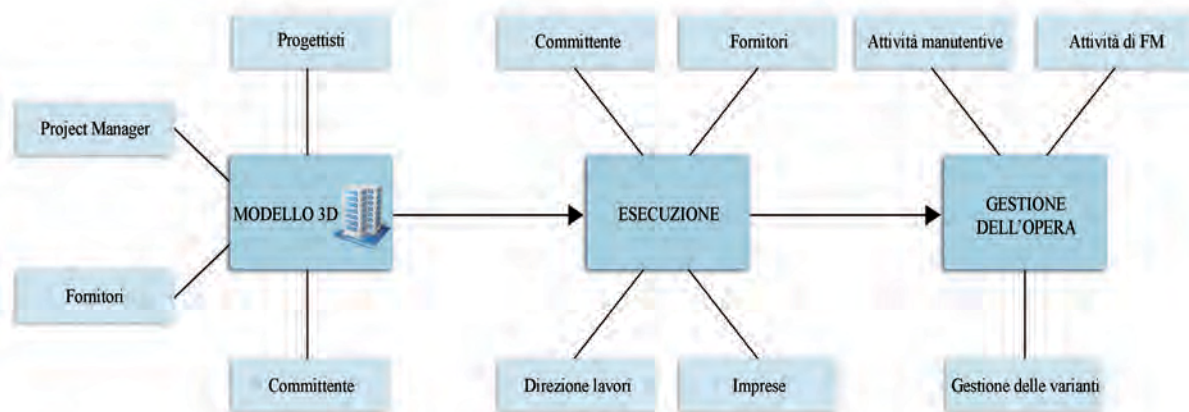 Progettisti
Committente
Fornitori
Attività manutentive
Attività di FM
Project Manager
MODELLO 3D
ESECUZIONE
GESTIONE
DELL'OPERA
Fornitori
Committente
Direzione lavori
Imprese
Gestione delle varianti